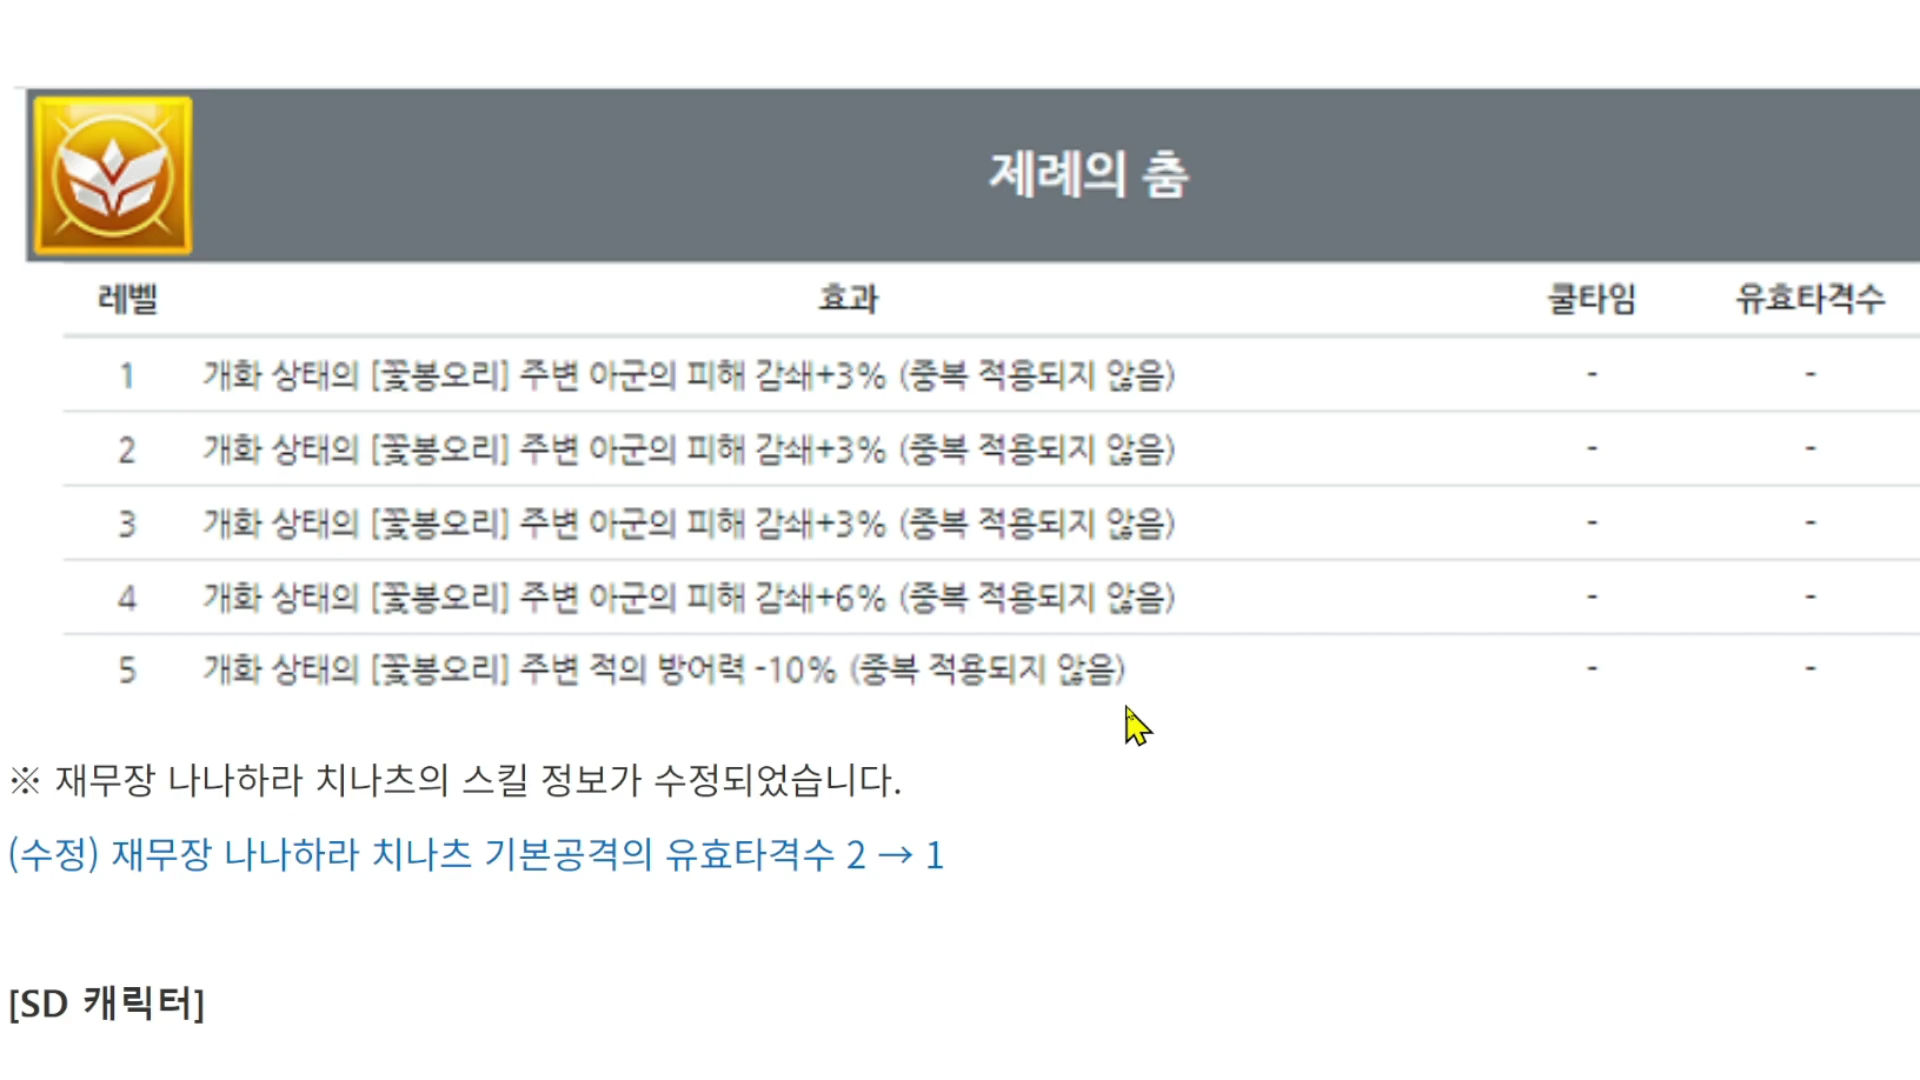 제례의 춤
레벨 효과 쿨타임 유효타격수
1 개화 상태의 [꽃봉오리] 주변 아군의 피해 감쇄+3% (중복 적용되지 않음) - -
2 개화 상태의 [꽃봉오리] 주변 아군의 피해 감쇄+3% (중복 적용되지 않음) - -
3 개화 상태의 [꽃봉오리] 주변 아군의 피해 감쇄+3% (중복 적용되지 않음) - -
4 개화 상태의 [꽃봉오리] 주변 아군의 피해 감쇄+6% (중복 적용되지 않음) - -
5 개화 상태의 [꽃봉오리] 주변 적의 방어력 -10% (중복 적용되지 않음) - -
※ 재무장 나나하라 치나츠의 스킬 정보가 수정되었습니다.
(수정) 재무장 나나하라 치나츠 기본공격의 유효타격수 2 → 1
[SD 캐릭터]